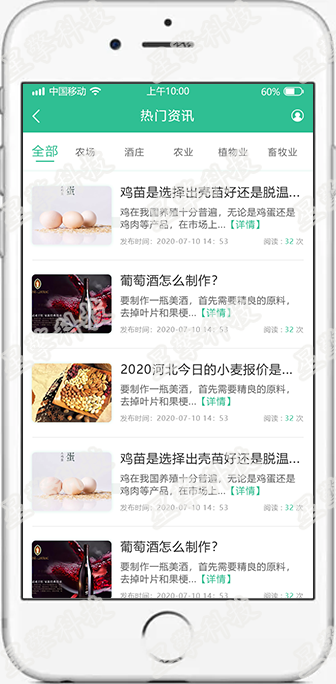 中国移动 上午10:00 60%
热门资讯
全部 农场 酒庄 农业 植物业 畜牧业
鸡苗是选择出壳苗好还是脱温...
鸡在我国养殖十分普遍，无论是鸡蛋还是
鸡肉等产品，在市场上...【详情】
发布时间：2020-07-10 14：53 阅读：32 次
葡萄酒怎么制作？
要制作一瓶美酒，首先需要精良的原料，
去掉叶片和果梗...【详情】
发布时间：2020-07-10 14：53 阅读：32 次
2020河北今日的小麦报价是...
要制作一瓶美酒，首先需要精良的原料，
去掉叶片和果梗...【详情】
发布时间：2020-07-10 14：53 阅读：32 次
鸡苗是选择出壳苗好还是脱温...
鸡在我国养殖十分普遍，无论是鸡蛋还是
鸡肉等产品，在市场上...【详情】
发布时间：2020-07-10 14：53 阅读：32 次
葡萄酒怎么制作？
要制作一瓶美酒，首先需要精良的原料，
去掉叶片和果梗...【详情】
发布时间：2020-07-10 14：53 阅读：32 次